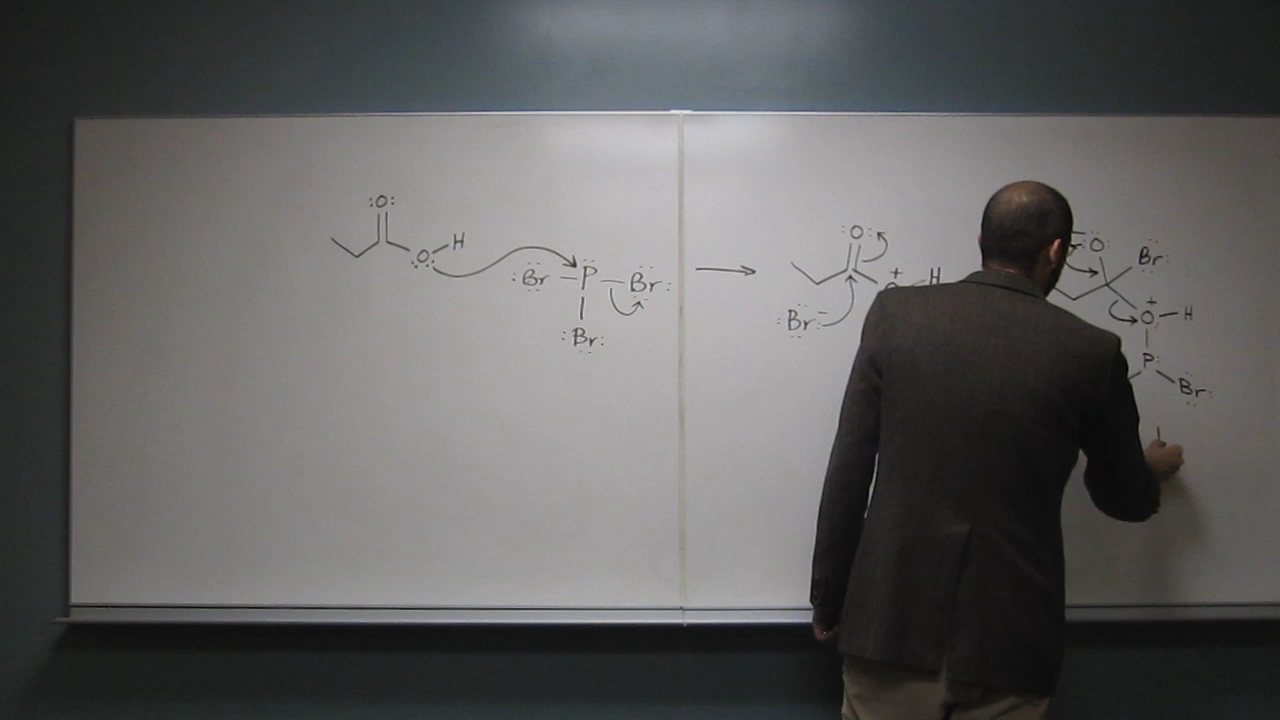 :O:
O H
:Br P Br:
:Br:
:O:
+ H
:Br: −
O:
Br:
+
O H
P:
Br: